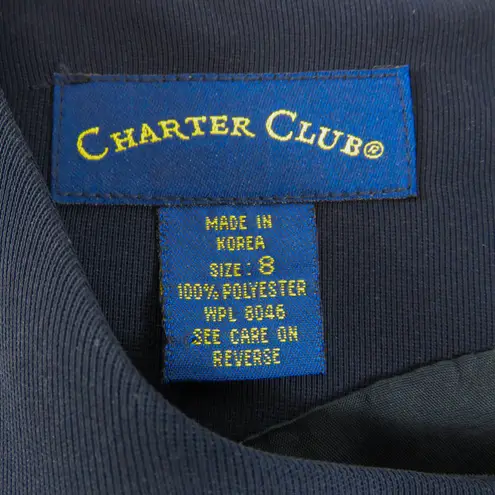 CHARTER CLUB®
MADE IN
KOREA
SIZE: 8
100% POLYESTER
WPL 8046
SEE CARE ON
REVERSE